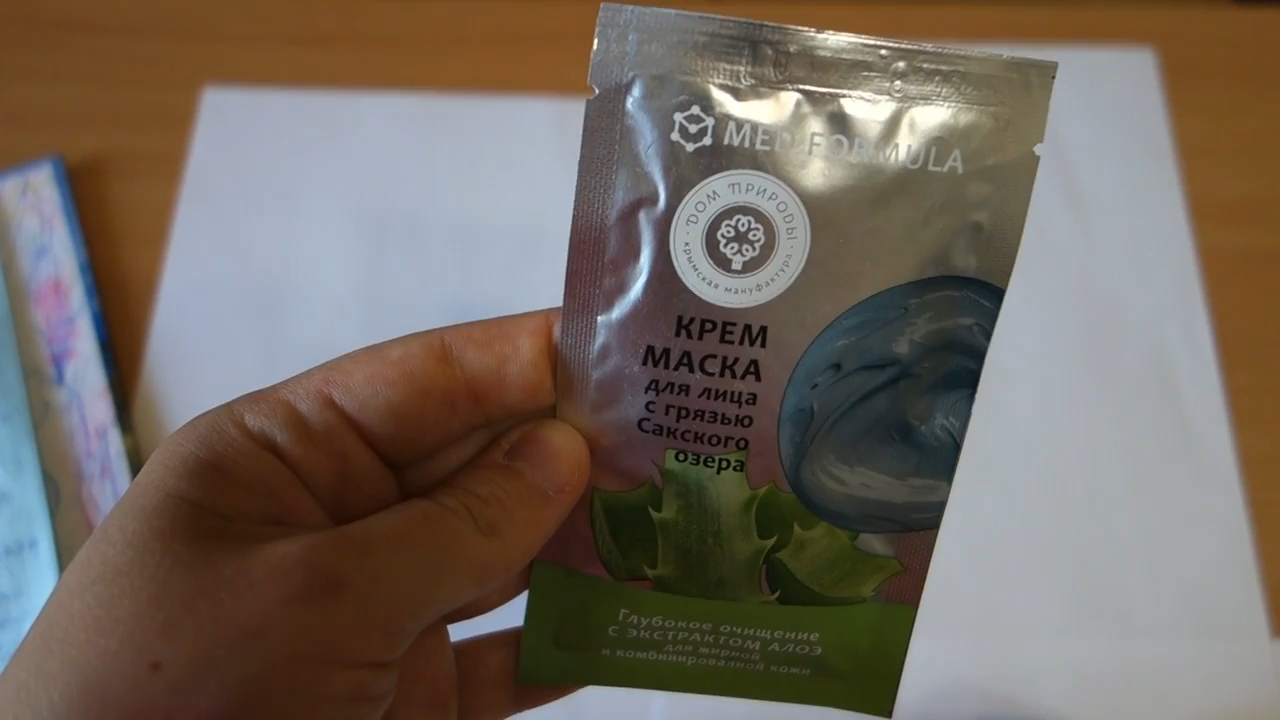 MED FORMULA
ДОМ ПРИРОДЫ
крымская мануфактура
КРЕМ
МАСКА
для лица
с грязью
Сакского
озера
Глубокое очищение
С ЭКСТРАКТОМ АЛОЭ
для жирной
и комбинированной кожи